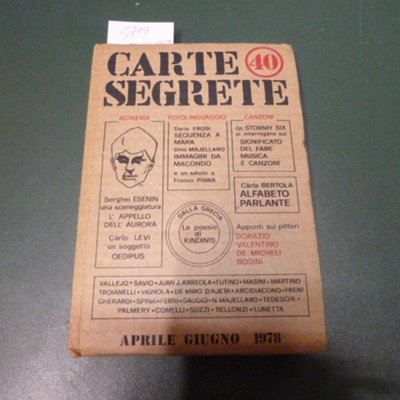 5719
CARTE 40
SEGRETE
ACINEMA
FOTOLINGUAGGIO
CANZONI
Dario FROSI
SEQUENZA A
MARA
Dino MAJELLARO
IMMAGINI DA
MACONDO
e un saluto a
Franco PINNA
Gli STORMY SIX
si interrogano sul
SIGNIFICATO
DEL FARE
MUSICA
E CANZONI
Serghei ESENIN
una sceneggiatura
L' APPELLO
DELL' AURORA
Carlo LEVI
un soggetto
OEDIPUS
DALLA GRECIA
Le poesie
di
KINDINIS
Càrla BERTOLA
ALFABETO
PARLANTE
Appunti sui pittori
DORAZIO
VALENTINO
DE MICHELI
BODINI
VALLEJO • SAVIO • JUAN J. ARREOLA • TUTINO • MASINI • MARTINO
TROIANELLI • VIGNOLA • DE MIRO D'AJETA • ARCIDIACONO • FRENI
GHERARDI • SPINA • FERRI • DAUGIO • N. MAJELLARO • TEDESCHI •
PALMERY • COMELLI • GUZZI • BELLONZI • LUNETTA
APRILE GIUGNO 1978